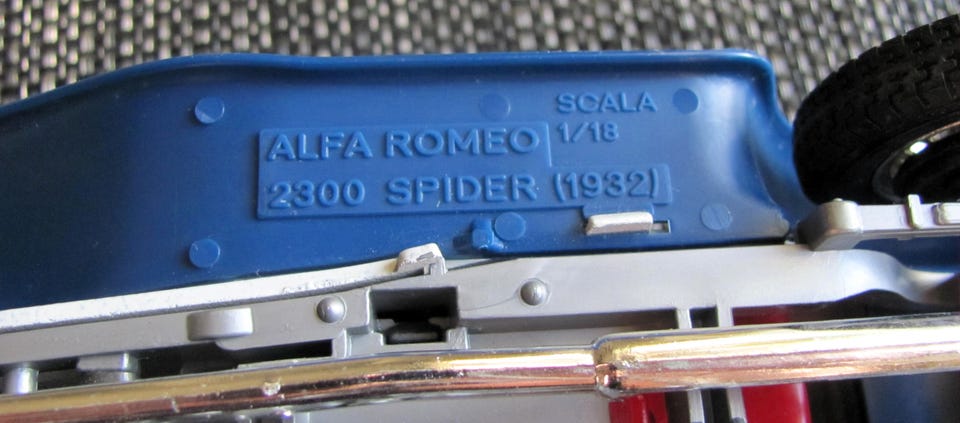 ALFA ROMEO
2300 SPIDER (1932)
SCALA
1/18